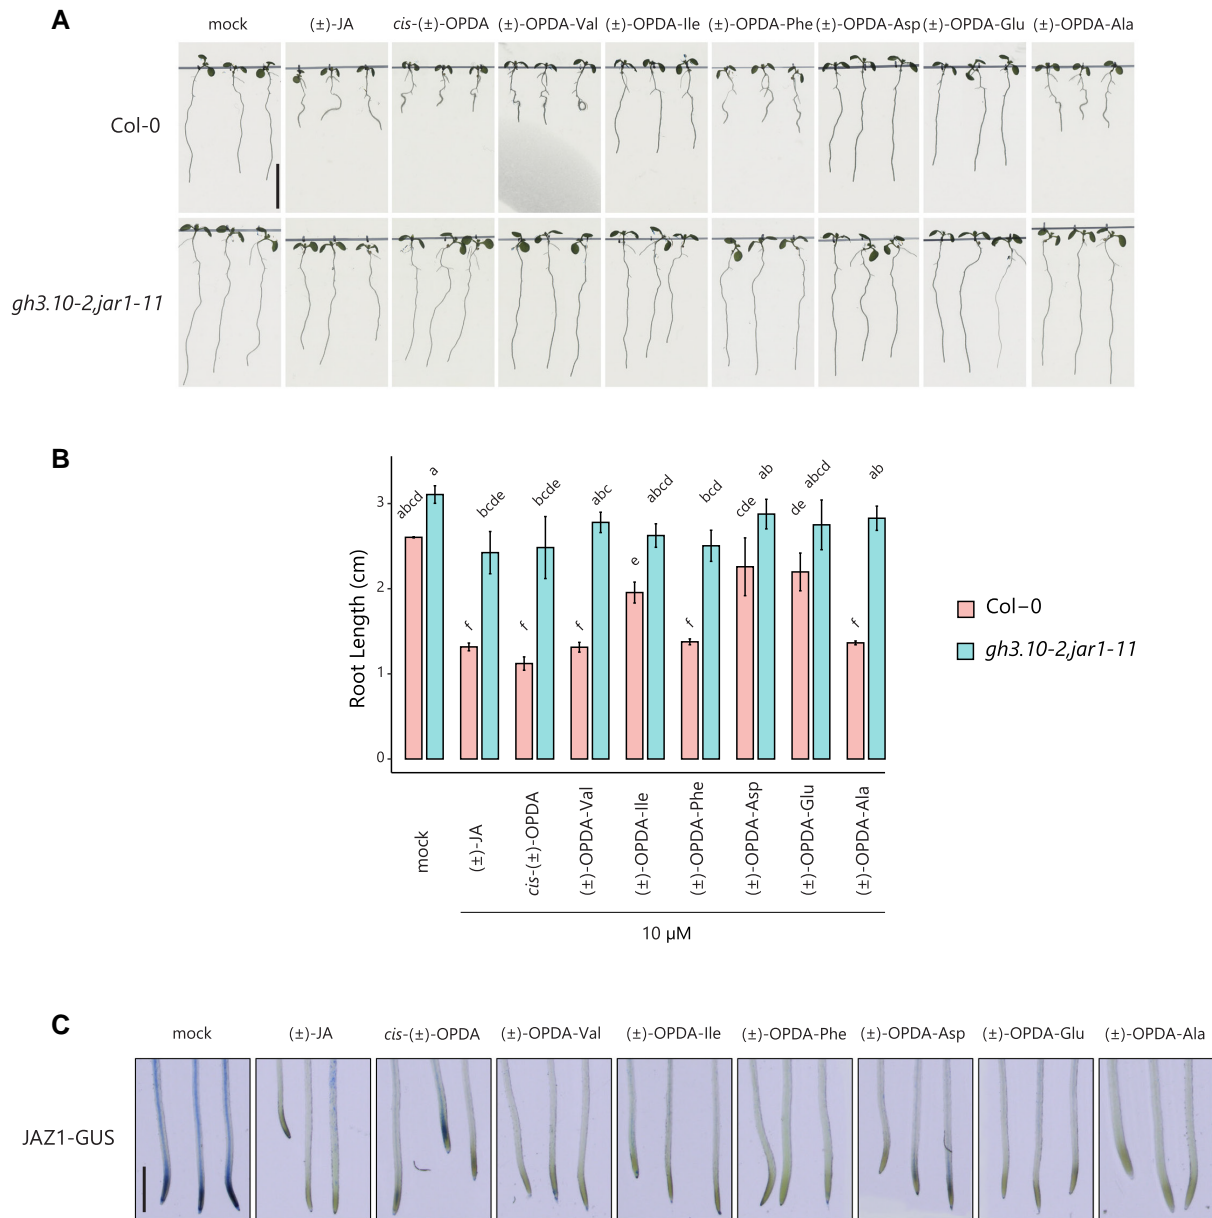 A
mock (±)-JA cis-(±)-OPDA (±)-OPDA-Val (±)-OPDA-Ile (±)-OPDA-Phe (±)-OPDA-Asp (±)-OPDA-Glu (±)-OPDA-Ala
Col-0
gh3.10-2,jar1-11
B
Root Length (cm)
3
2
1
0
abcd a f bcde f bcde f abc e abcd f bcd cde ab de abcd f ab
mock (±)-JA cis-(±)-OPDA (±)-OPDA-Val (±)-OPDA-Ile (±)-OPDA-Phe (±)-OPDA-Asp (±)-OPDA-Glu (±)-OPDA-Ala
10 µM
Col−0
gh3.10-2,jar1-11
C
mock (±)-JA cis-(±)-OPDA (±)-OPDA-Val (±)-OPDA-Ile (±)-OPDA-Phe (±)-OPDA-Asp (±)-OPDA-Glu (±)-OPDA-Ala
JAZ1-GUS